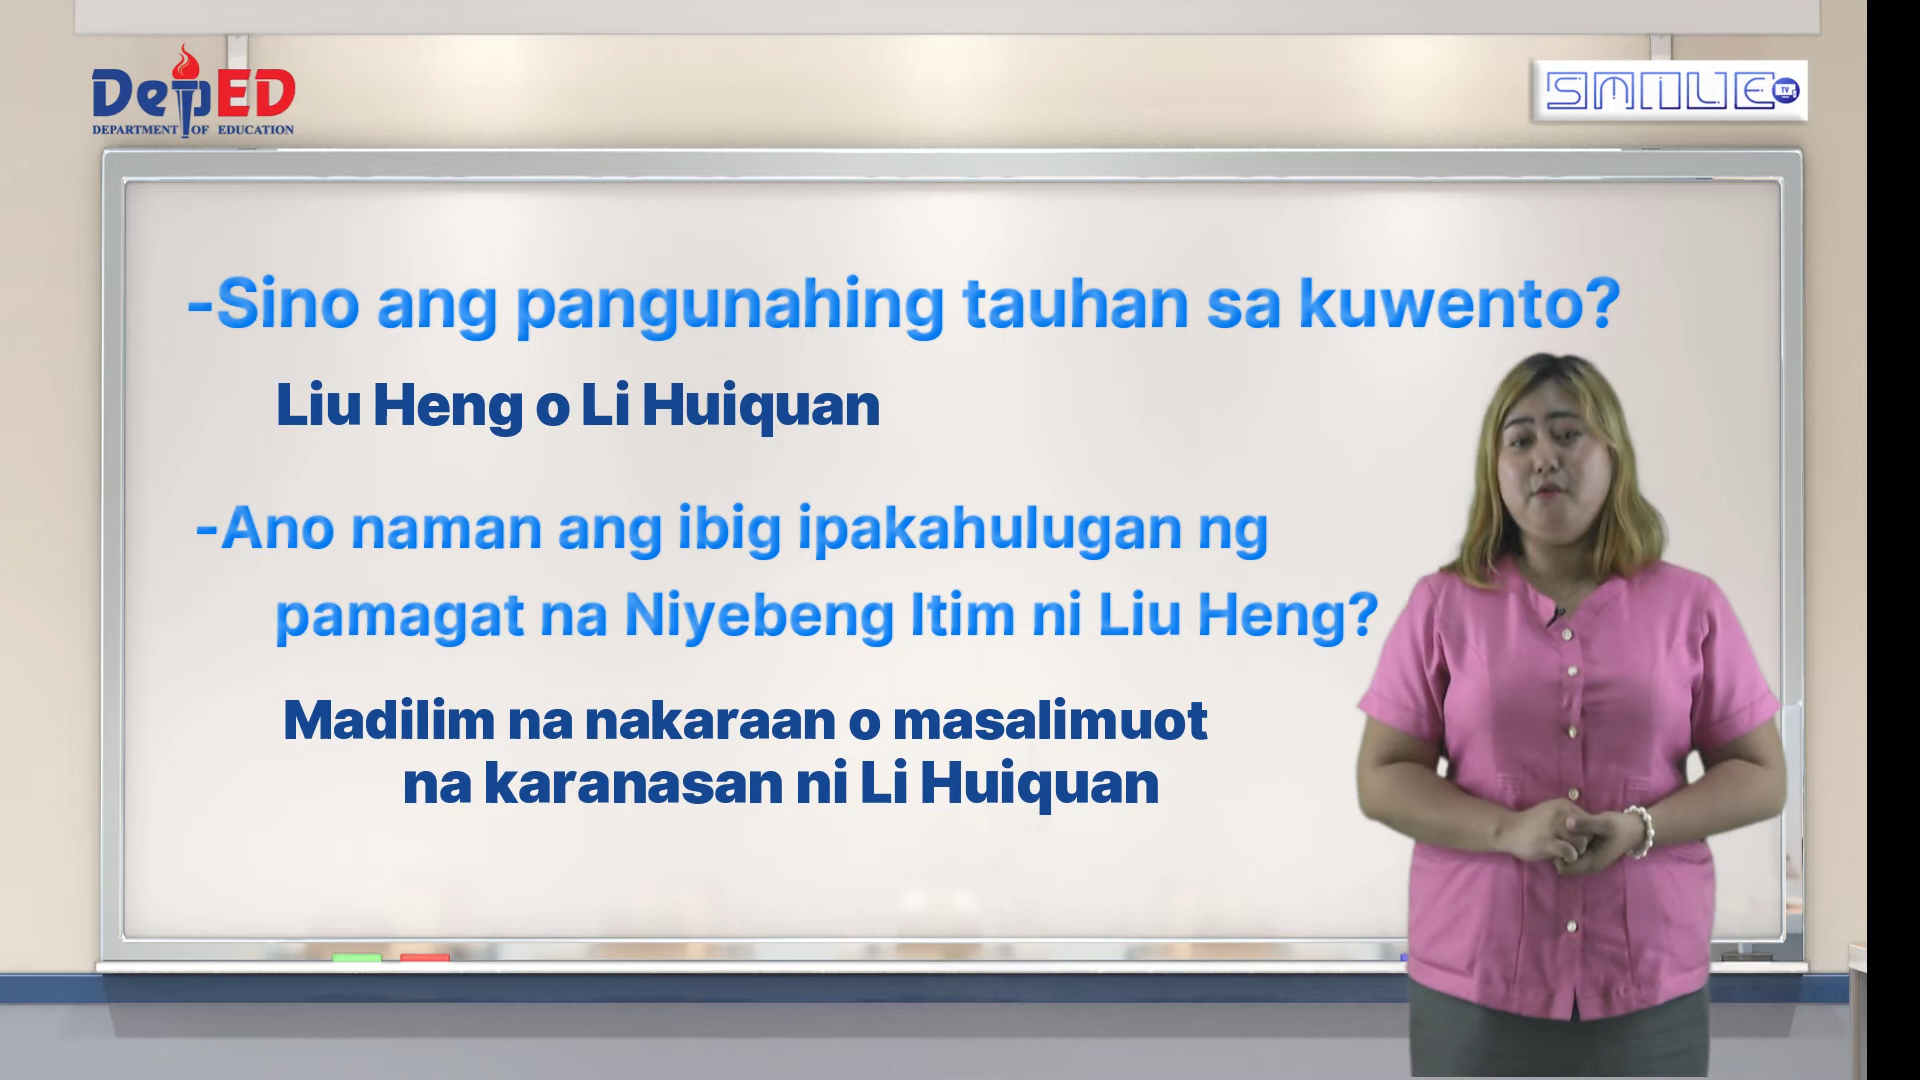 DepED
DEPARTMENT OF EDUCATION
SMILE TV
-Sino ang pangunahing tauhan sa kuwento?
Liu Heng o Li Huiquan
-Ano naman ang ibig ipakahulugan ng
pamagat na Niyebeng Itim ni Liu Heng?
Madilim na nakaraan o masalimuot
na karanasan ni Li Huiquan